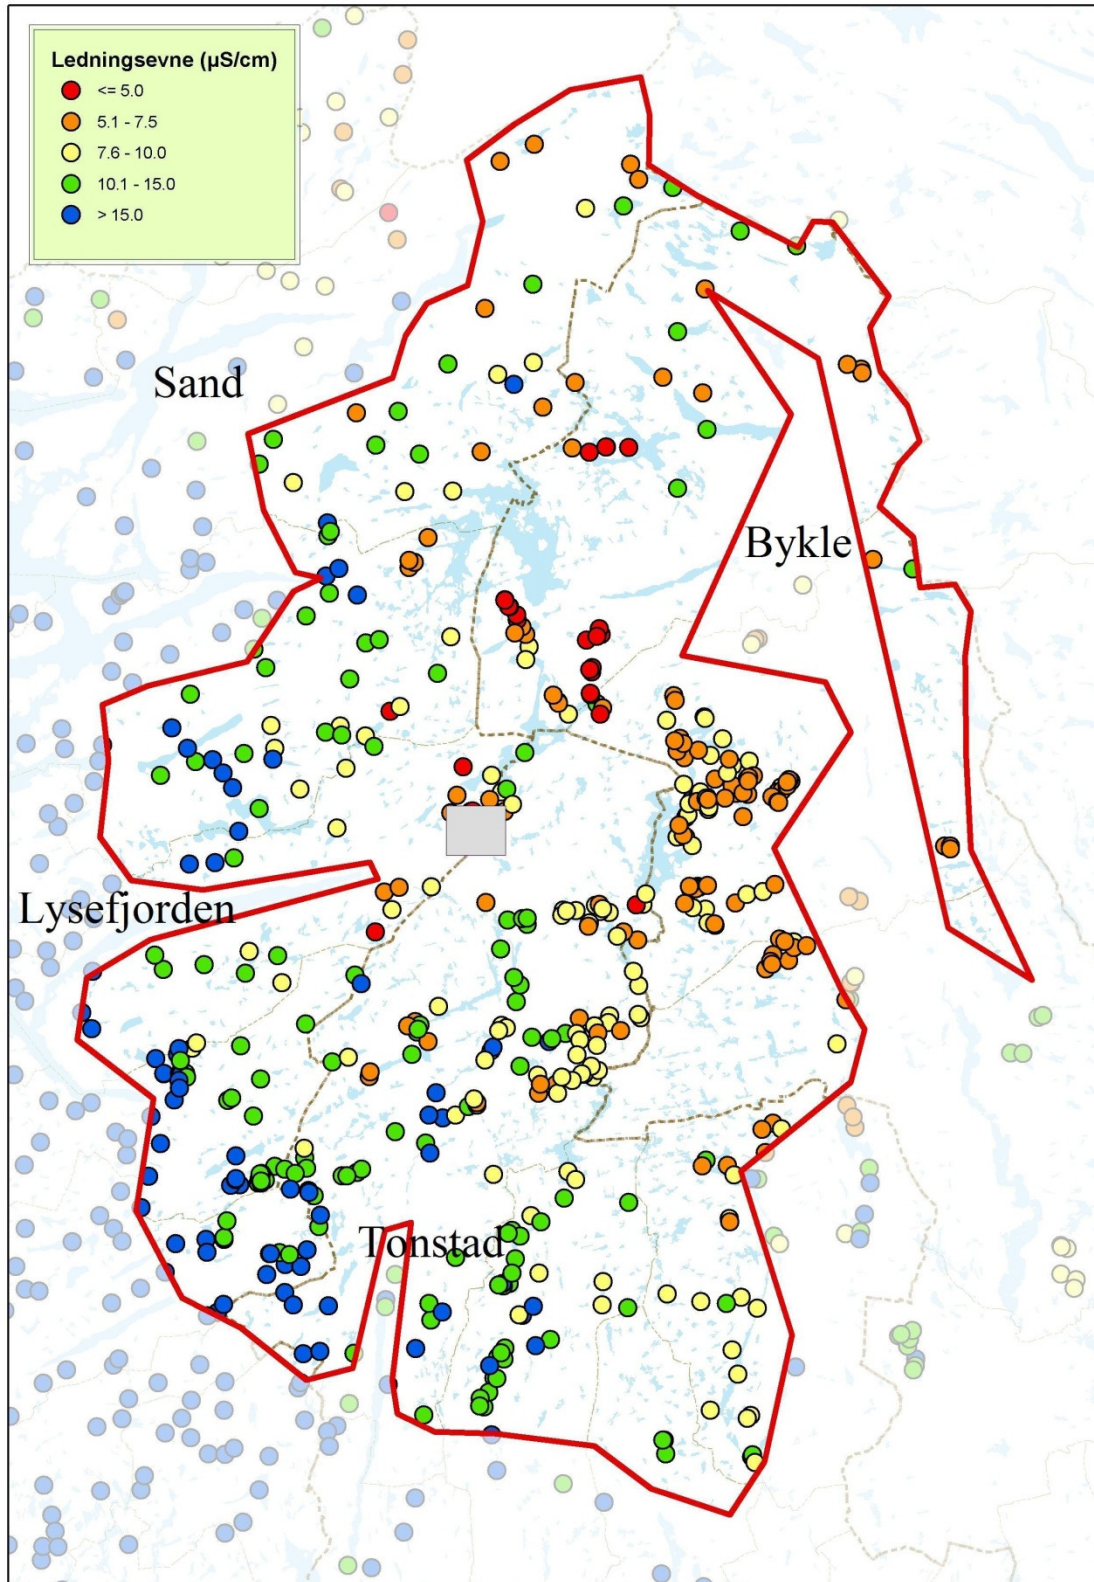 Ledningsevne (µS/cm)
<= 5.0
5.1 - 7.5
7.6 - 10.0
10.1 - 15.0
> 15.0
Sand
Bykle
Lysefjorden
Tonstad